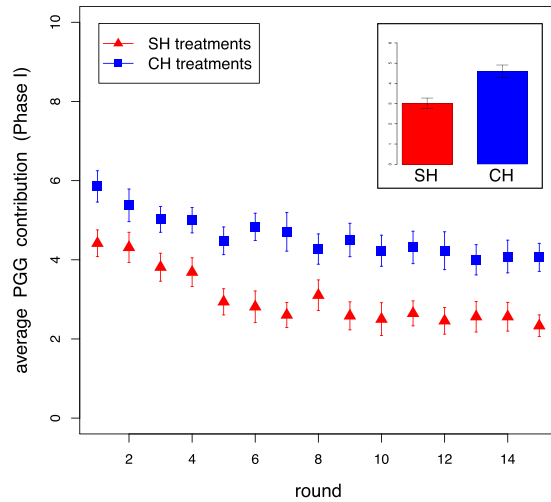 SH treatments
CH treatments
SH CH
average PGG contribution (Phase I)
10
8
6
4
2
0
2 4 6 8 10 12 14
round